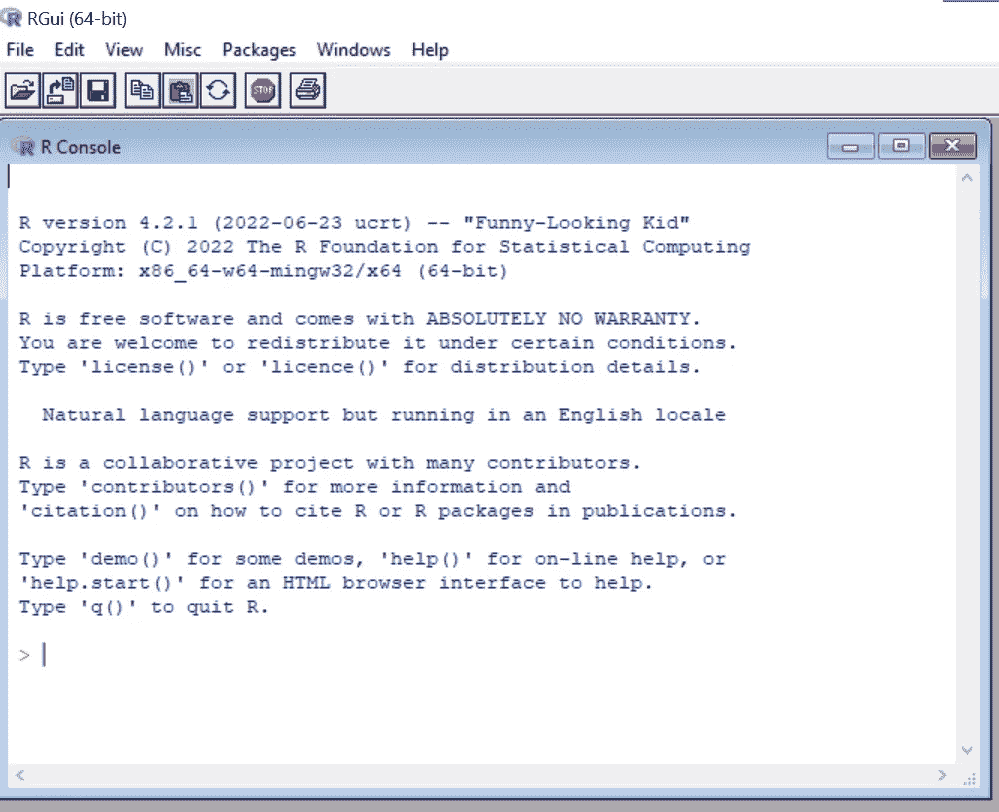 RGui (64-bit)
File Edit View Misc Packages Windows Help
STOP
R Console
R version 4.2.1 (2022-06-23 ucrt) -- "Funny-Looking Kid"
Copyright (C) 2022 The R Foundation for Statistical Computing
Platform: x86_64-w64-mingw32/x64 (64-bit)
R is free software and comes with ABSOLUTELY NO WARRANTY.
You are welcome to redistribute it under certain conditions.
Type 'license()' or 'licence()' for distribution details.
Natural language support but running in an English locale
R is a collaborative project with many contributors.
Type 'contributors()' for more information and
'citation()' on how to cite R or R packages in publications.
Type 'demo()' for some demos, 'help()' for on-line help, or
'help.start()' for an HTML browser interface to help.
Type 'q()' to quit R.
>